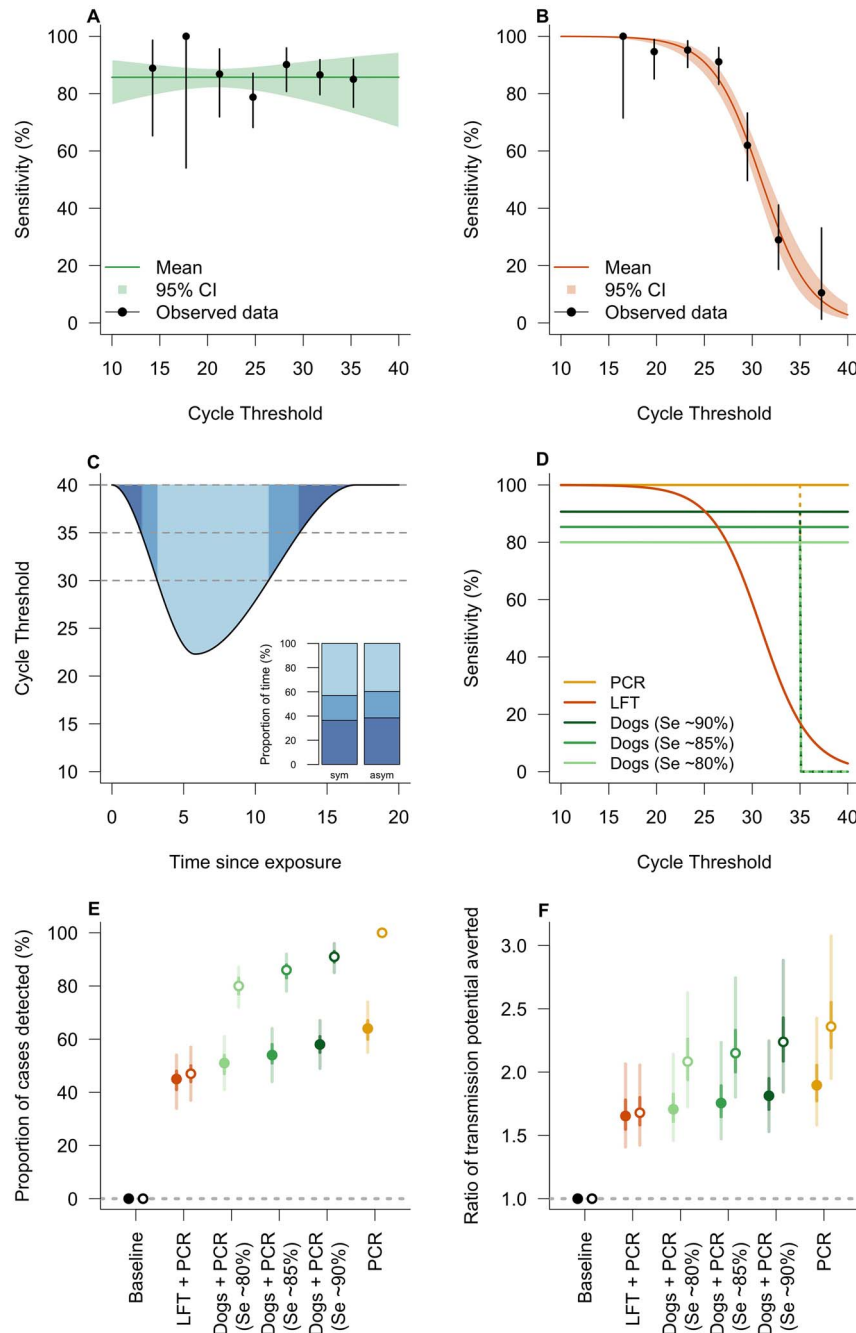 A
100
80
60
40
20
0
Sensitivity (%)
Mean
95% CI
Observed data
10 15 20 25 30 35 40
Cycle Threshold
B
100
80
60
40
20
0
Sensitivity (%)
Mean
95% CI
Observed data
10 15 20 25 30 35 40
Cycle Threshold
C
40
35
30
25
20
15
10
Cycle Threshold
100
80
60
40
20
0
Proportion of time (%)
sym asym
0 5 10 15 20
Time since exposure
D
100
80
60
40
20
0
Sensitivity (%)
PCR
LFT
Dogs (Se ~90%)
Dogs (Se ~85%)
Dogs (Se ~80%)
10 15 20 25 30 35 40
Cycle Threshold
E
100
80
60
40
20
0
Proportion of cases detected (%)
Baseline
LFT + PCR
Dogs + PCR
(Se ~80%)
Dogs + PCR
(Se ~85%)
Dogs + PCR
(Se ~90%)
PCR
F
3.0
2.5
2.0
1.5
1.0
Ratio of transmission potential averted
Baseline
LFT + PCR
Dogs + PCR
(Se ~80%)
Dogs + PCR
(Se ~85%)
Dogs + PCR
(Se ~90%)
PCR